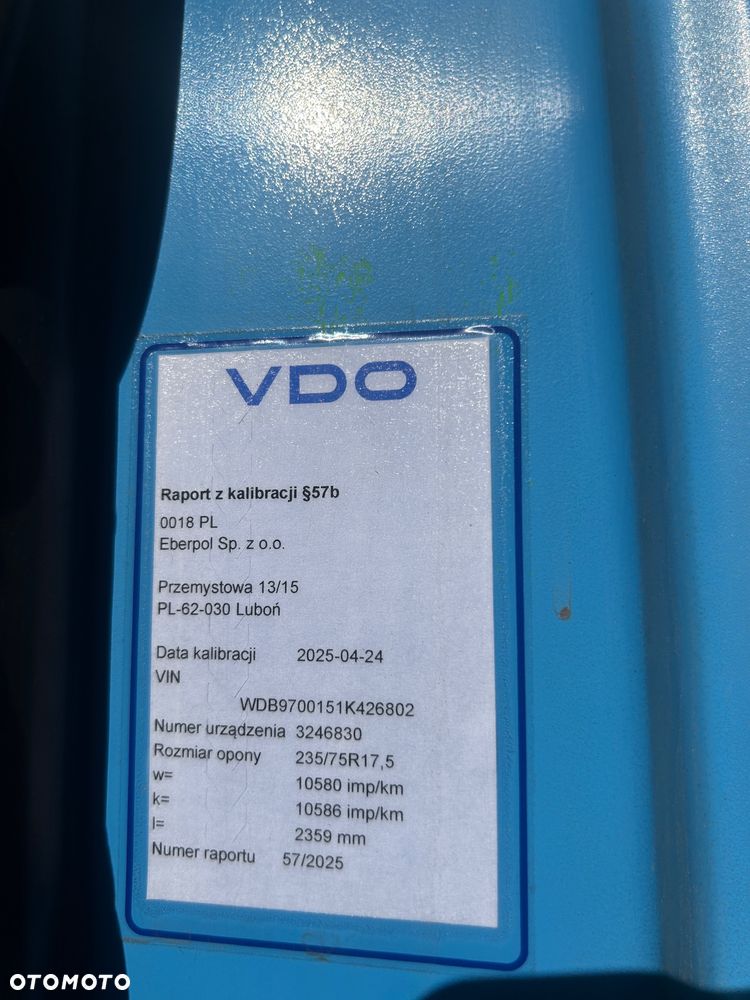 VDO
Raport z kalibracji §57b
0018 PL
Eberpol Sp. z o.o.
Przemystowa 13/15
PL-62-030 Luboń
Data kalibracji 2025-04-24
VIN
WDB9700151K426802
Numer urządzenia 3246830
Rozmiar opony 235/75R17,5
w= 10580 imp/km
k= 10586 imp/km
l= 2359 mm
Numer raportu 57/2025
OTOMOTO